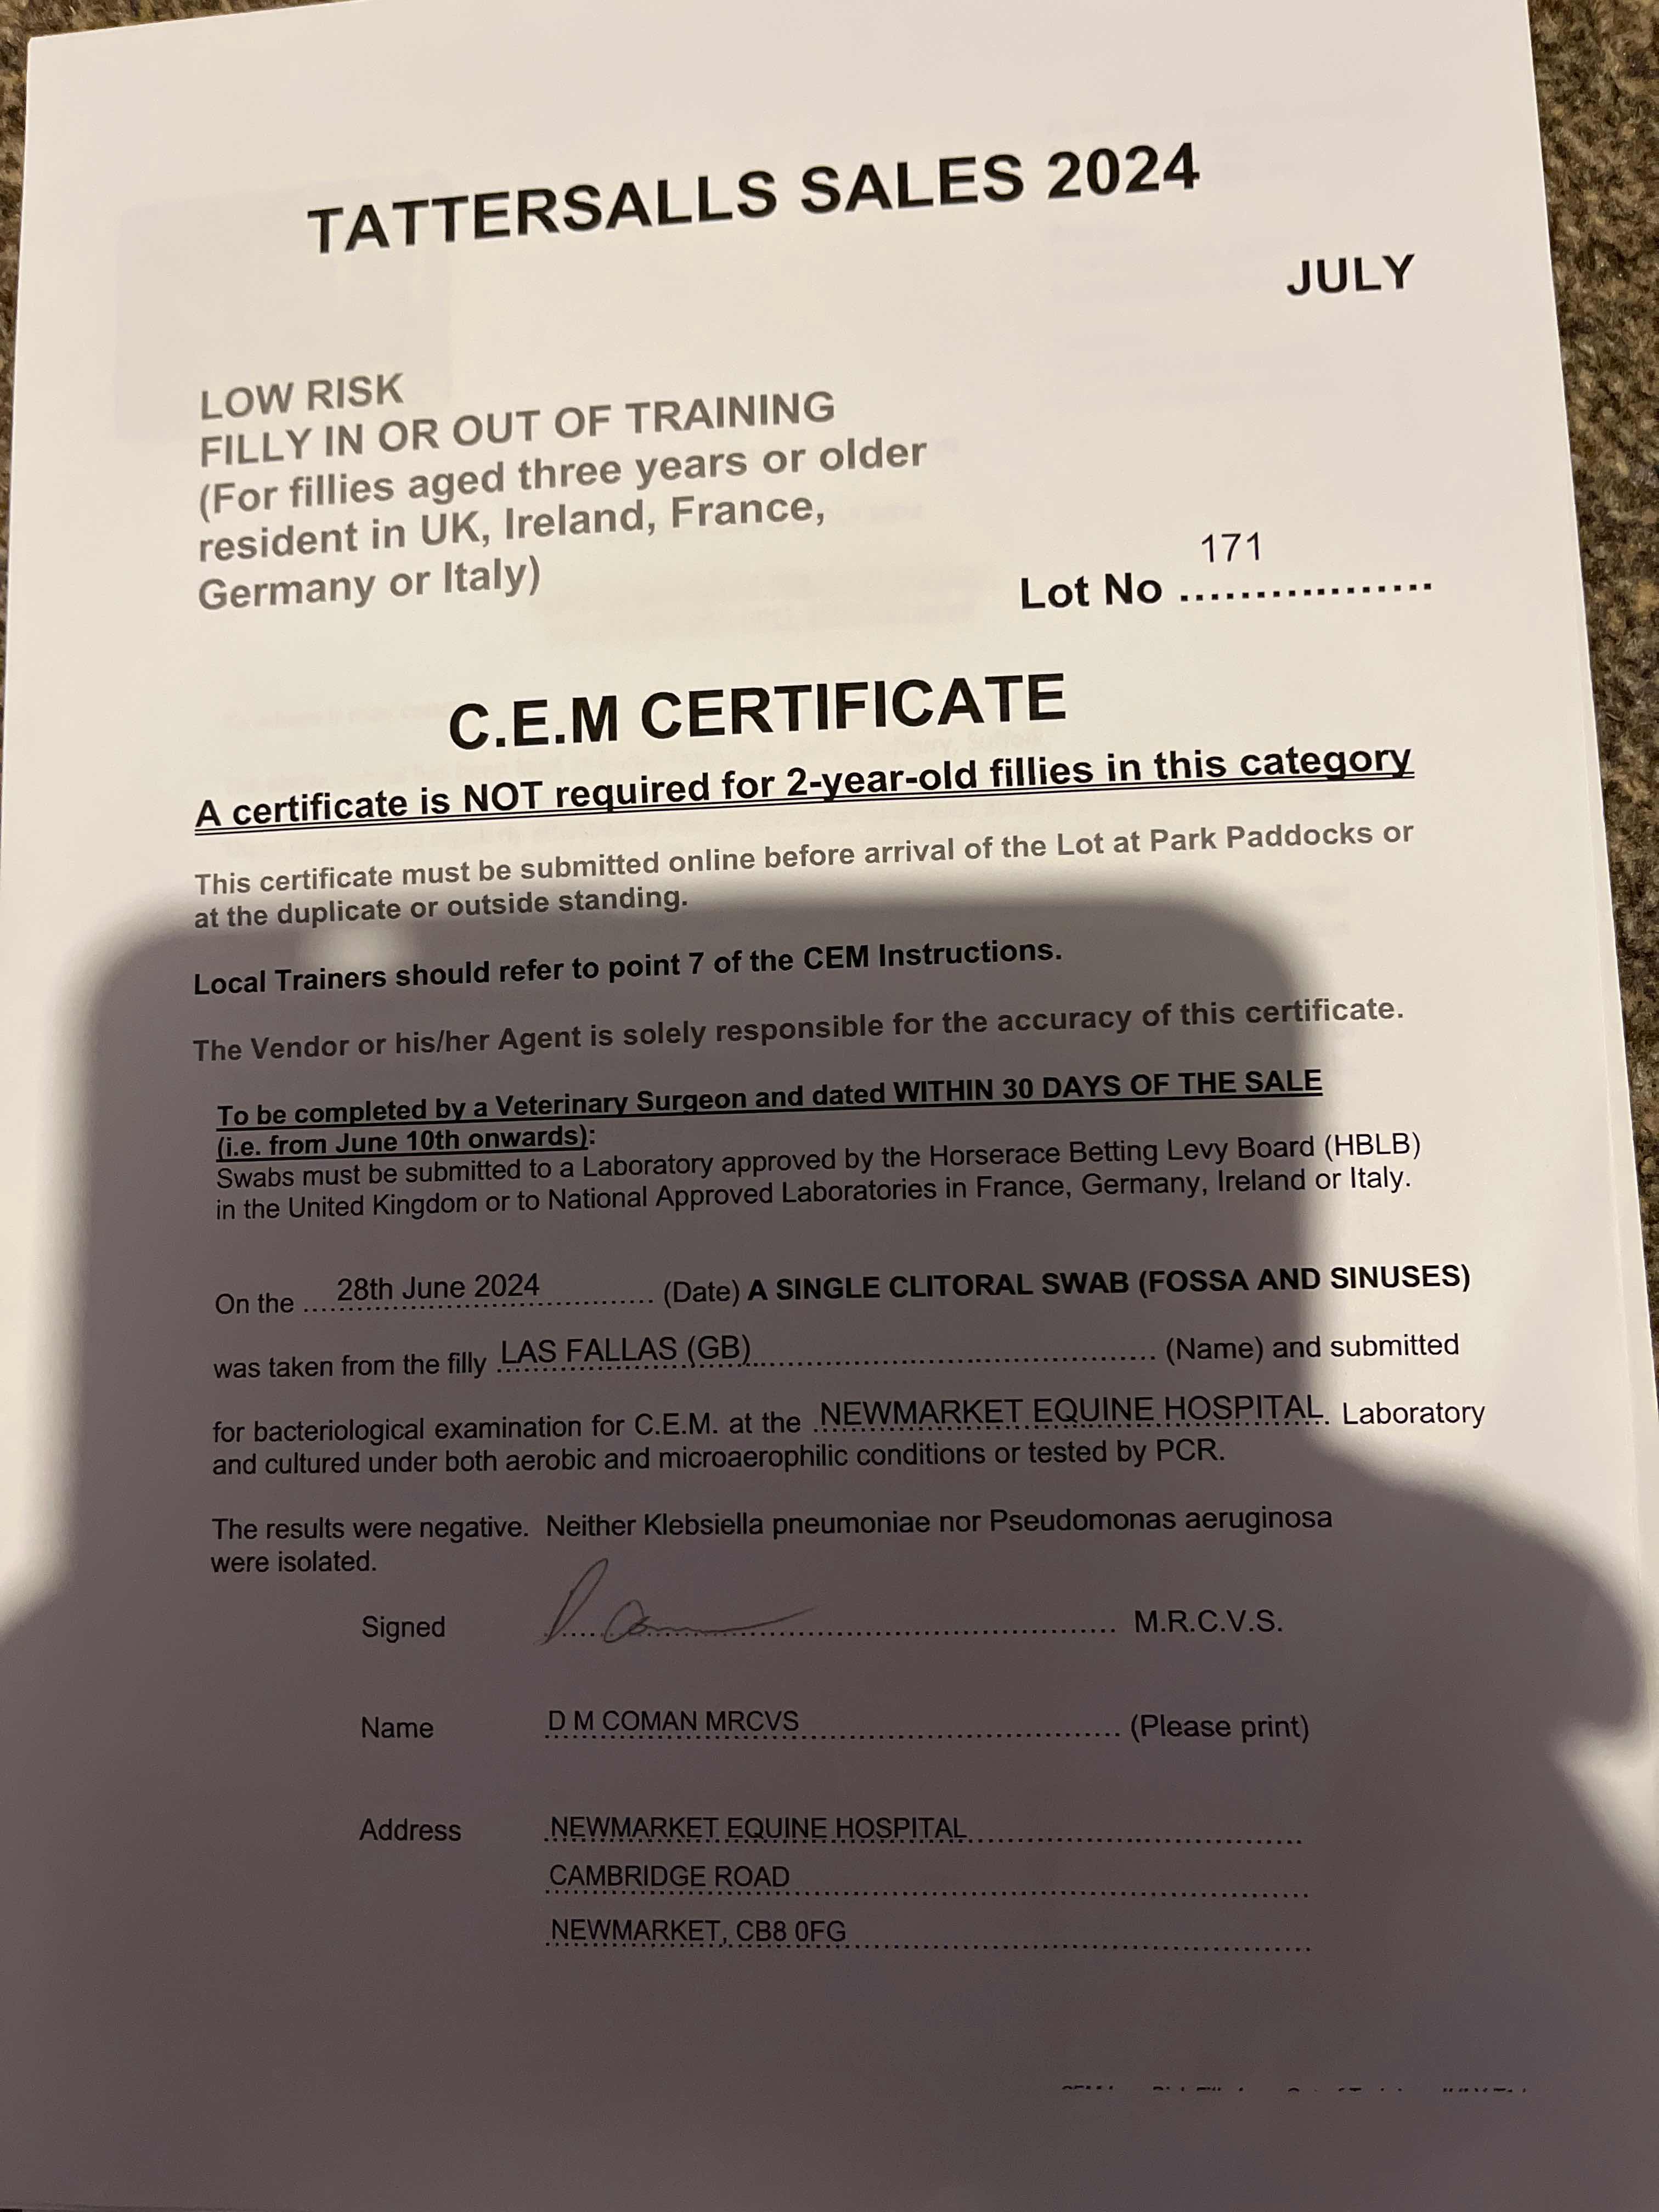 TATTERSALLS SALES 2024
JULY
LOW RISK
FILLY IN OR OUT OF TRAINING
(For fillies aged three years or older
resident in UK, Ireland, France,
Germany or Italy)
171
Lot No .................
C.E.M CERTIFICATE
A certificate is NOT required for 2-year-old fillies in this category
This certificate must be submitted online before arrival of the Lot at Park Paddocks or
at the duplicate or outside standing.
Local Trainers should refer to point 7 of the CEM Instructions.
The Vendor or his/her Agent is solely responsible for the accuracy of this certificate.
To be completed by a Veterinary Surgeon and dated WITHIN 30 DAYS OF THE SALE
(i.e. from June 10th onwards):
Swabs must be submitted to a Laboratory approved by the Horserace Betting Levy Board (HBLB)
in the United Kingdom or to National Approved Laboratories in France, Germany, Ireland or Italy.
On the 28th June 2024 (Date) A SINGLE CLITORAL SWAB (FOSSA AND SINUSES)
was taken from the filly LAS FALLAS (GB) (Name) and submitted
for bacteriological examination for C.E.M. at the NEWMARKET EQUINE HOSPITAL. Laboratory
and cultured under both aerobic and microaerophilic conditions or tested by PCR.
The results were negative. Neither Klebsiella pneumoniae nor Pseudomonas aeruginosa
were isolated.
Signed M.R.C.V.S.
Name D M COMAN MRCVS (Please print)
Address NEWMARKET EQUINE HOSPITAL
CAMBRIDGE ROAD
NEWMARKET, CB8 0FG